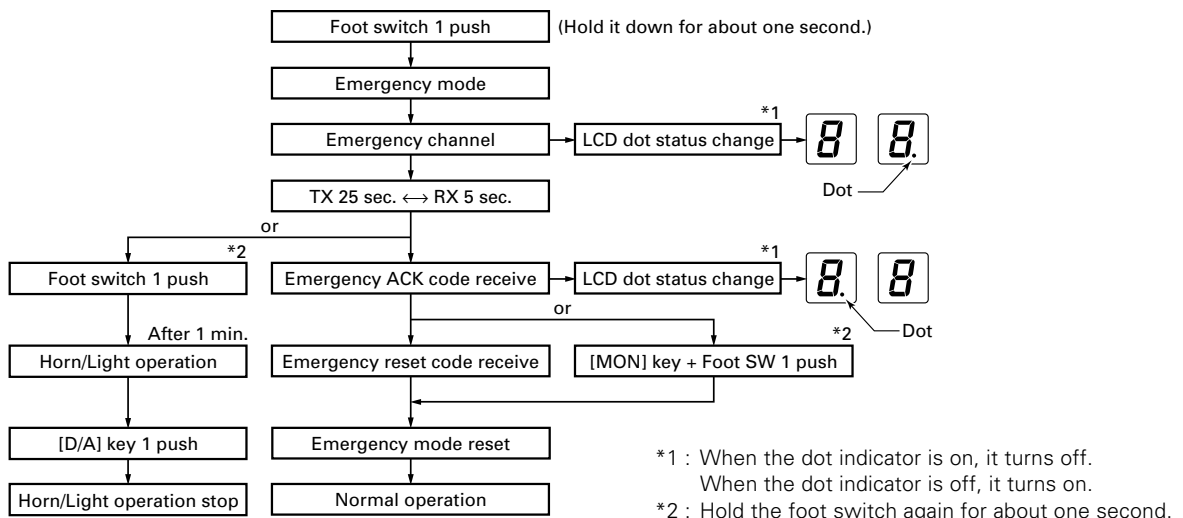 Foot switch 1 push (Hold it down for about one second.)
Emergency mode
*1
Emergency channel LCD dot status change 8 8.
Dot
TX 25 sec. ↔ RX 5 sec.
or
*2 *1
Foot switch 1 push Emergency ACK code receive LCD dot status change 8. 8
or
After 1 min. *2 Dot
Horn/Light operation Emergency reset code receive [MON] key + Foot SW 1 push
[D/A] key 1 push Emergency mode reset
*1 : When the dot indicator is on, it turns off.
When the dot indicator is off, it turns on.
Horn/Light operation stop Normal operation
*2 : Hold the foot switch again for about one second.